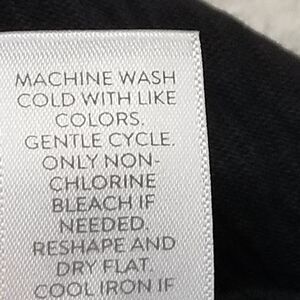 MACHINE WASH
COLD WITH LIKE
COLORS.
GENTLE CYCLE.
ONLY NON-
CHLORINE
BLEACH IF
NEEDED.
RESHAPE AND
DRY FLAT.
COOL IRON IF